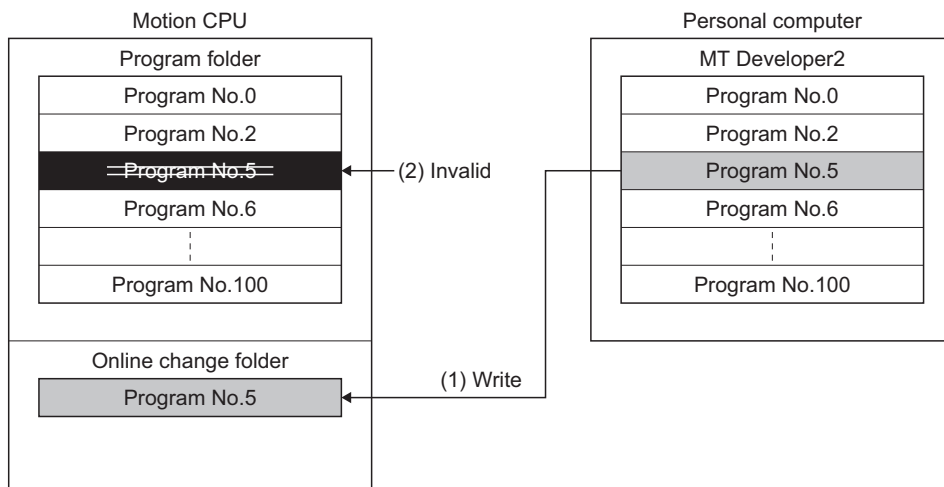 Motion CPU
Program folder
Program No.0
Program No.2
Program No.5
Program No.6
Program No.100
Online change folder
Program No.5
(2) Invalid
(1) Write
Personal computer
MT Developer2
Program No.0
Program No.2
Program No.5
Program No.6
Program No.100